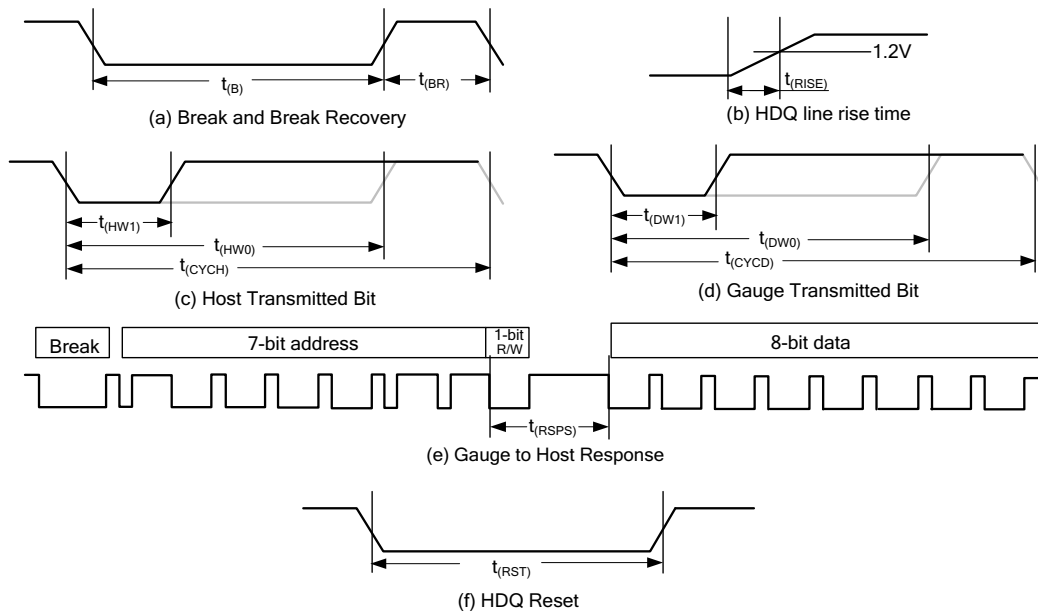 1.2V
t(B)
t(BR)
t(RISE)
(a) Break and Break Recovery
(b) HDQ line rise time
t(HW1)
t(HW0)
t(CYCH)
t(DW1)
t(DW0)
t(CYCD)
(c) Host Transmitted Bit
(d) Gauge Transmitted Bit
Break
7-bit address
1-bit
R/W
8-bit data
t(RSPS)
(e) Gauge to Host Response
t(RST)
(f) HDQ Reset